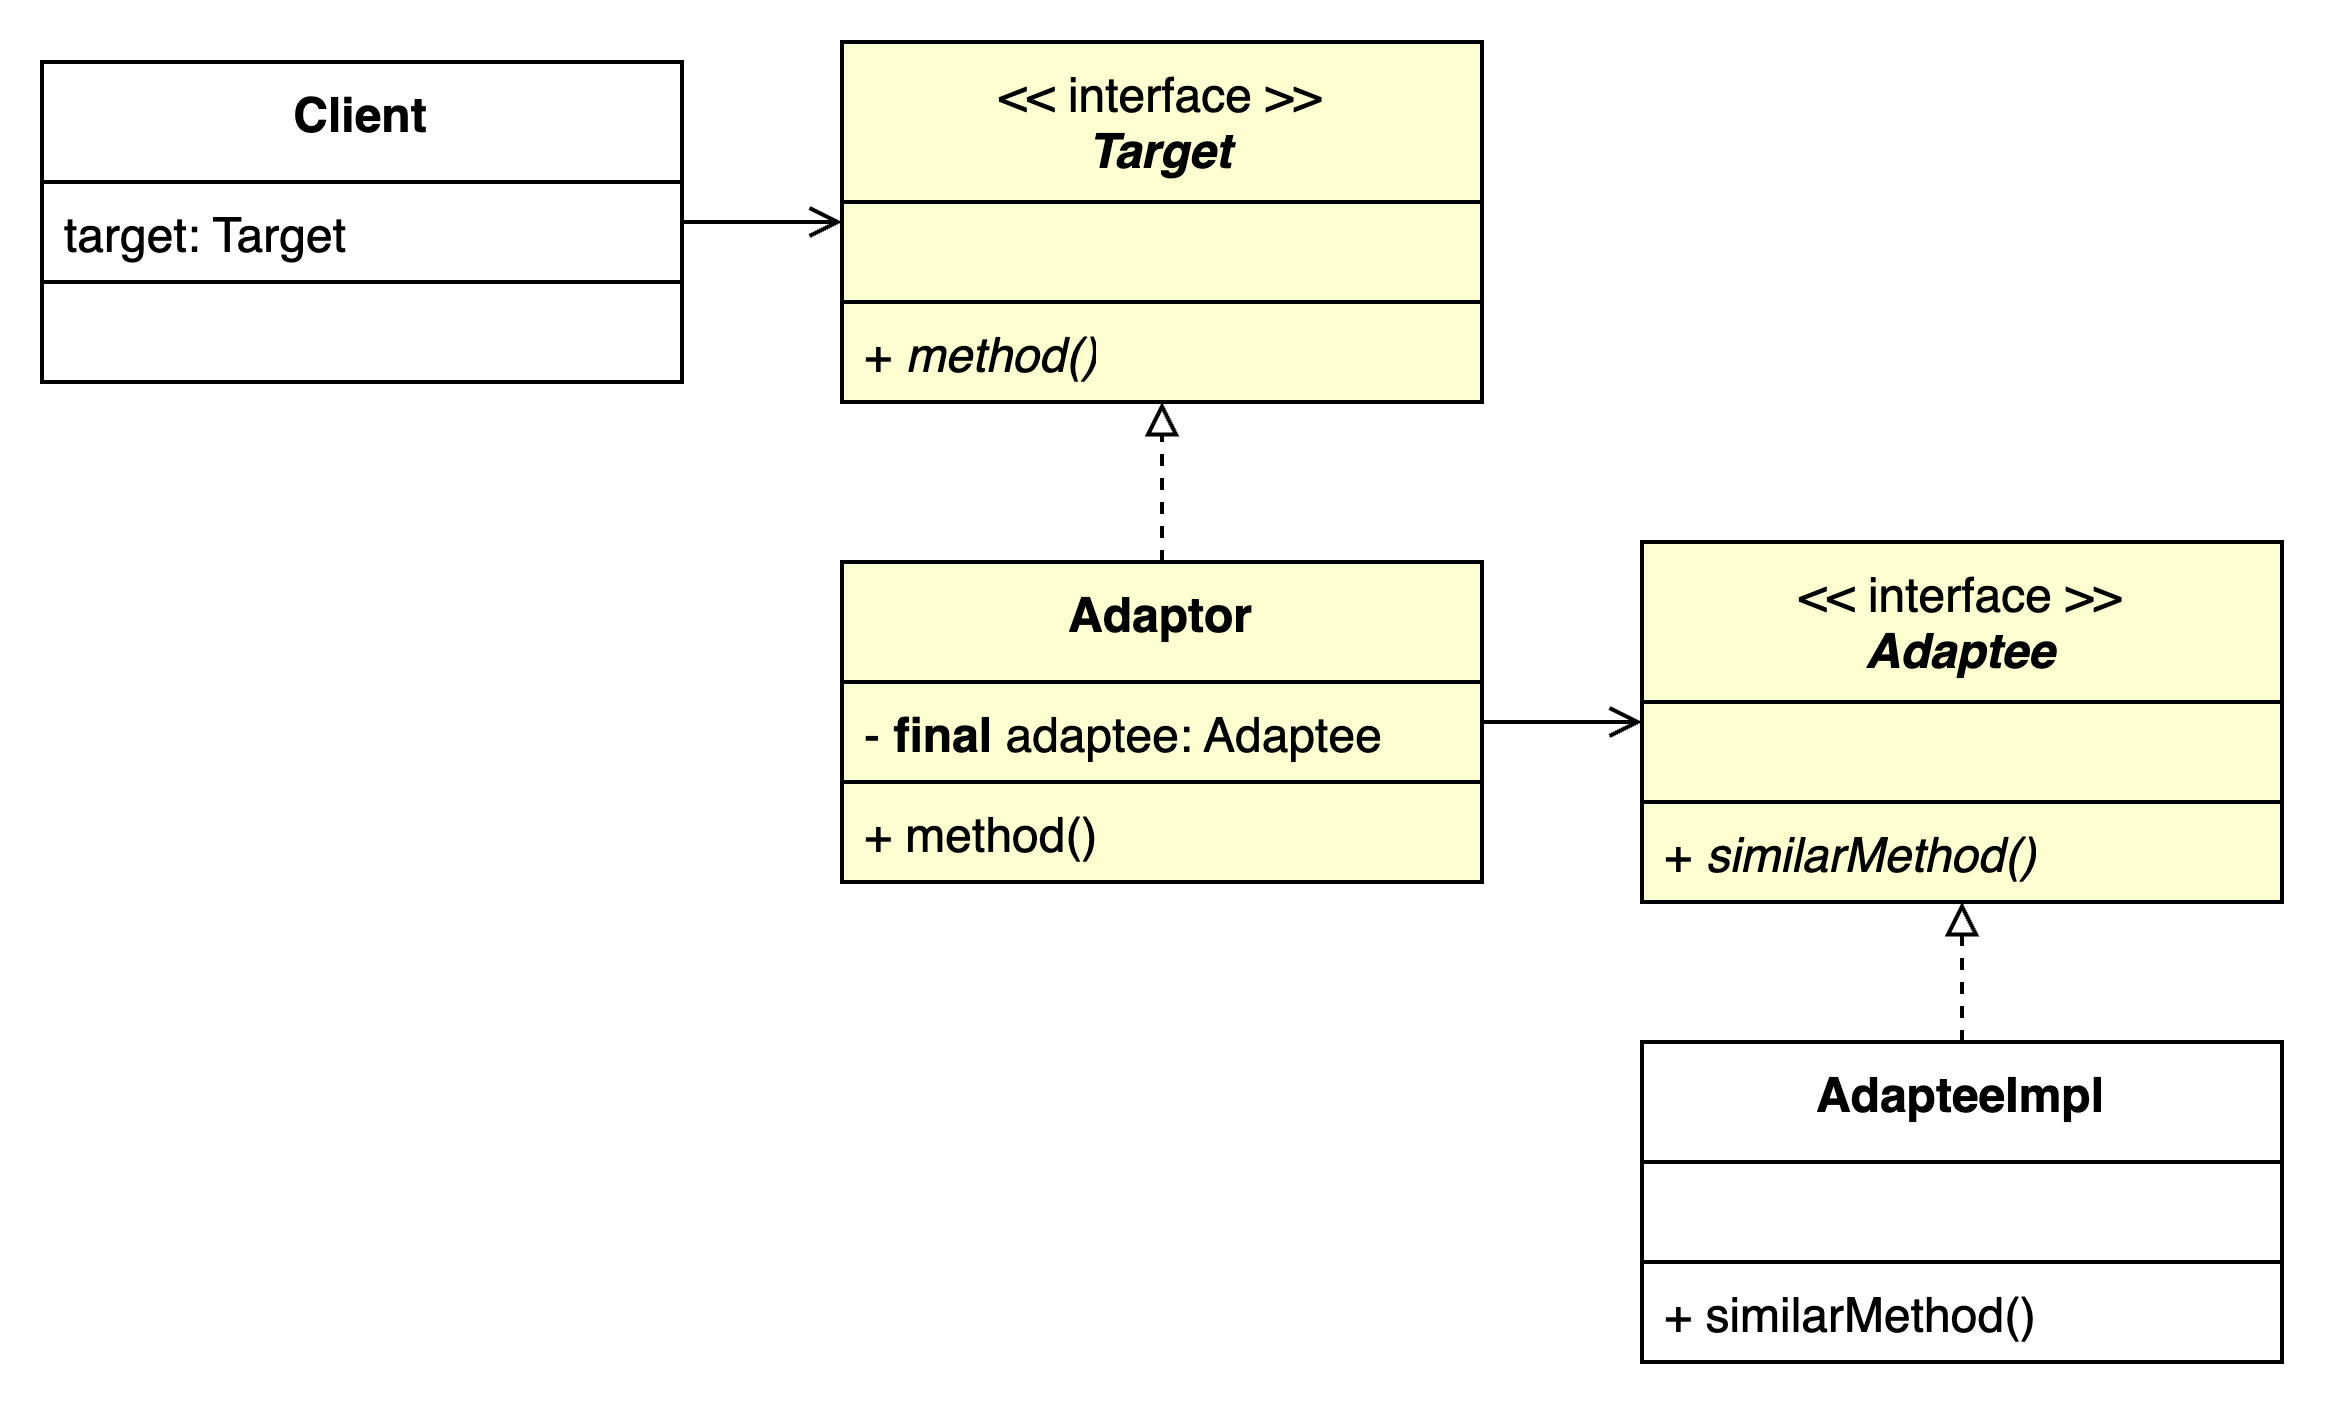 Client
target: Target
<< interface >>
Target
+ method()
Adaptor
- final adaptee: Adaptee
+ method()
<< interface >>
Adaptee
+ similarMethod()
AdapteeImpl
+ similarMethod()